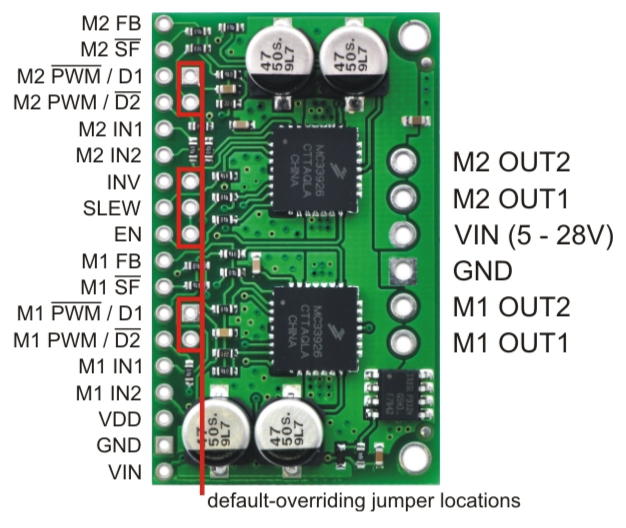 M2 FB
M2 SF
M2 PWM / D1
M2 PWM / D2
M2 IN1
M2 IN2
INV
SLEW
EN
M1 FB
M1 SF
M1 PWM / D1
M1 PWM / D2
M1 IN1
M1 IN2
VDD
GND
VIN
47
50s.
9L7
47
50s.
9L7
MC33926
CTTAQLA
CHINA
MC33926
CTTAQLA
CHINA
47
50s.
9L7
47
50s.
9L7
M2 OUT2
M2 OUT1
VIN (5 - 28V)
GND
M1 OUT2
M1 OUT1
default-overriding jumper locations